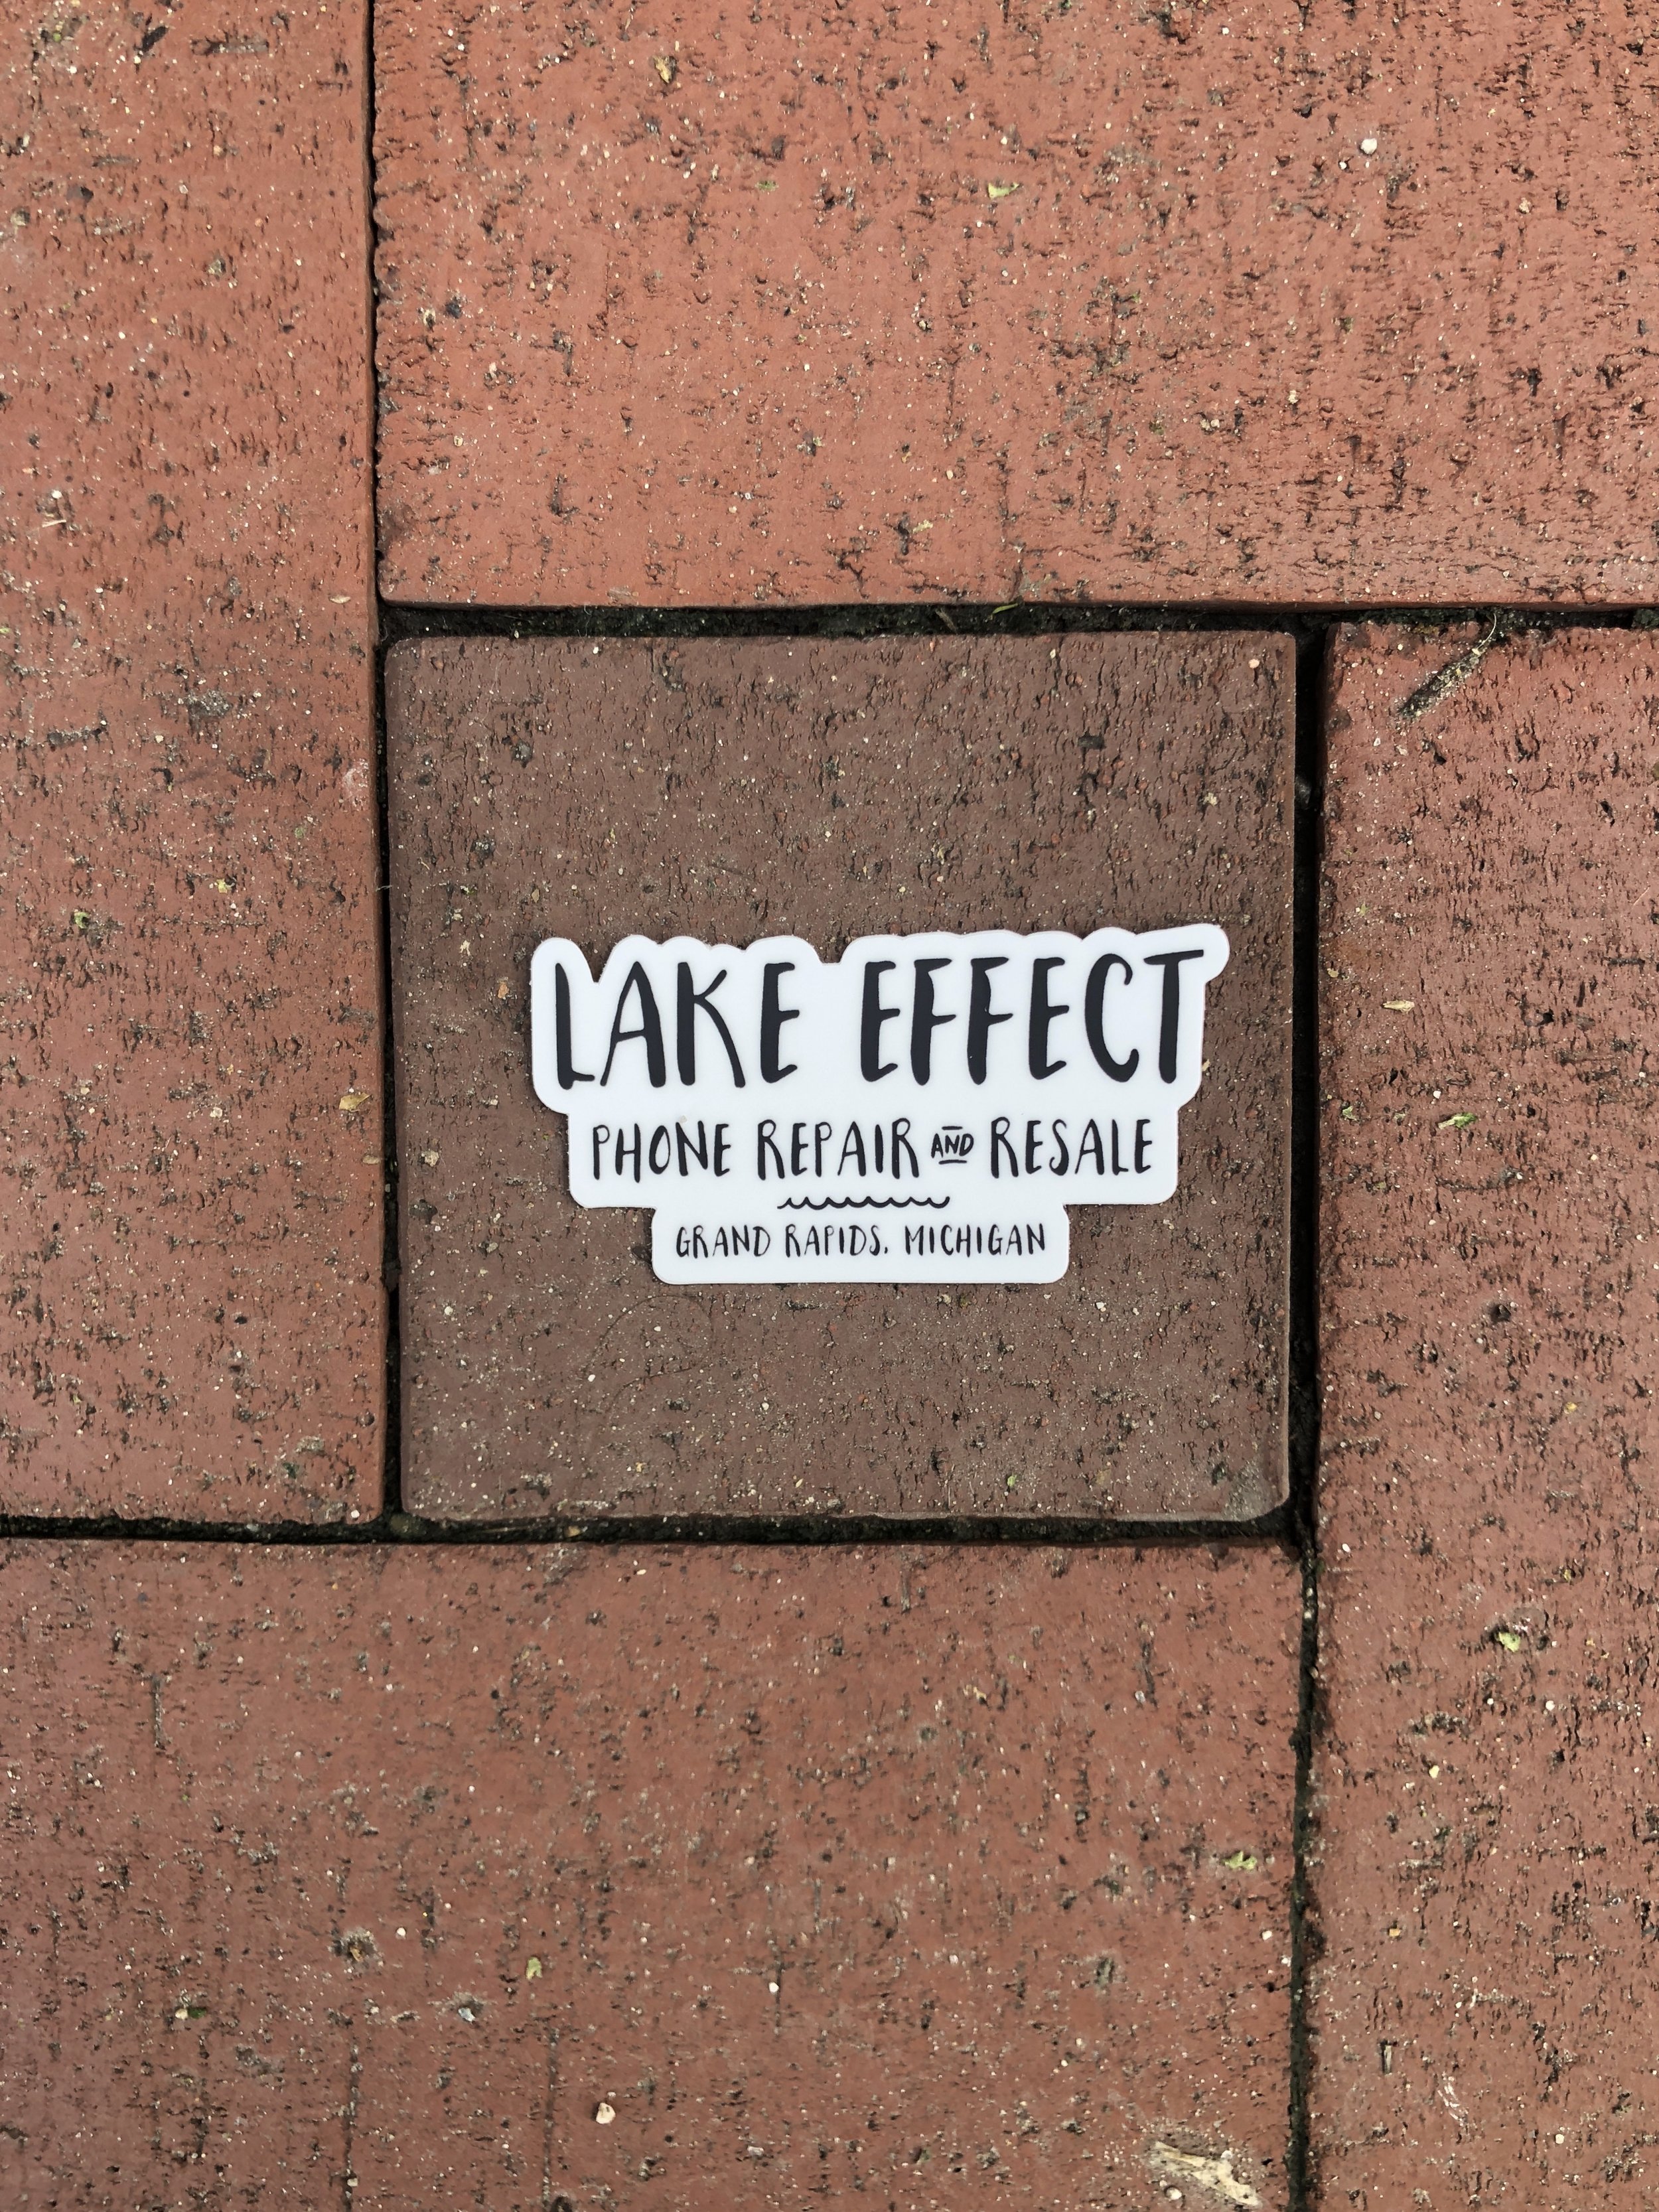 LAKE EFFECT
PHONE REPAIR AND RESALE
GRAND RAPIDS, MICHIGAN